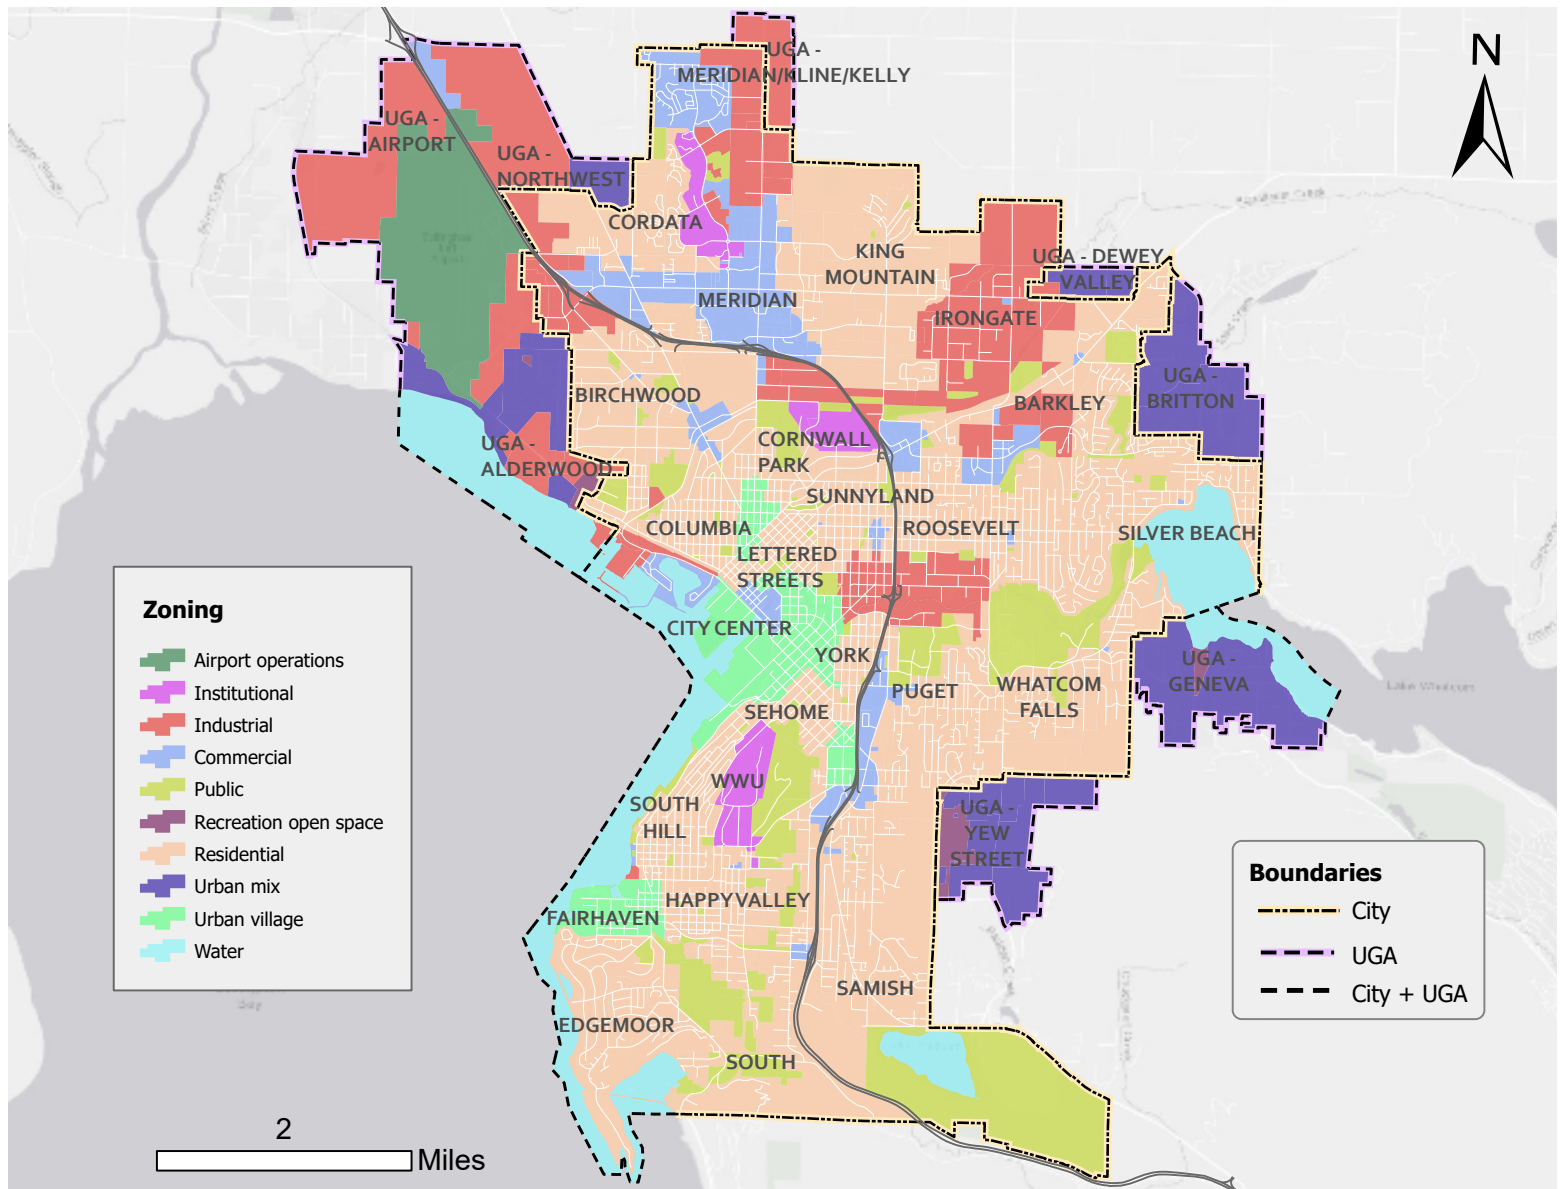 N
UGA -
MERIDIAN/KLINE/KELLY
UGA -
AIRPORT
UGA -
NORTHWEST
CORDATA
KING
MOUNTAIN
UGA - DEWEY
VALLEY
MERIDIAN
IRONGATE
BIRCHWOOD
BARKLEY
UGA -
BRITTON
UGA -
ALDERWOOD
CORNWALL
PARK
SUNNYLAND
COLUMBIA
ROOSEVELT
SILVER BEACH
LETTERED
STREETS
CITY CENTER
YORK
PUGET
WHATCOM
FALLS
UGA -
GENEVA
SEHOME
WWU
SOUTH
HILL
UGA -
YEW
STREET
HAPPY VALLEY
FAIRHAVEN
SAMISH
EDGEMOOR
SOUTH
Zoning
Airport operations
Institutional
Industrial
Commercial
Public
Recreation open space
Residential
Urban mix
Urban village
Water
Boundaries
City
UGA
City + UGA
2
Miles